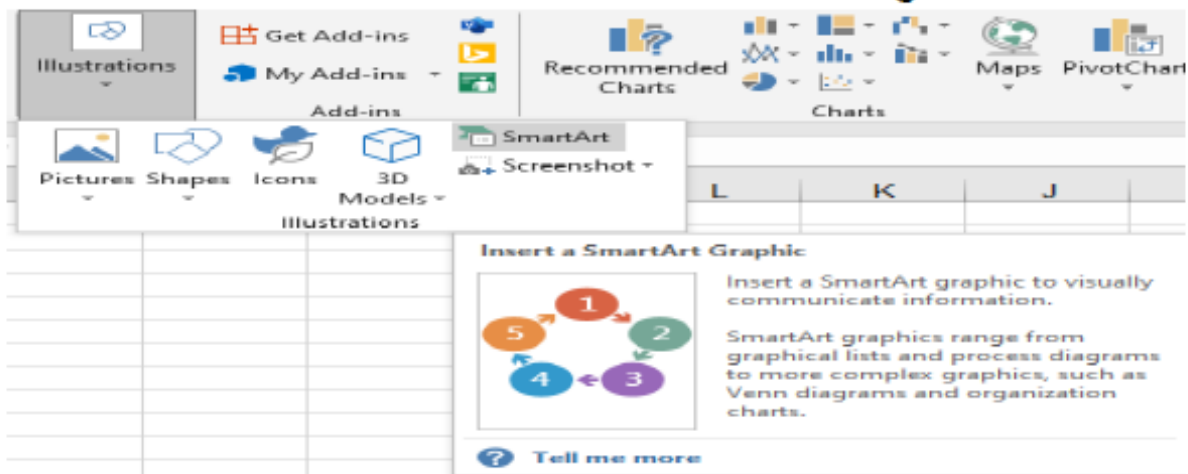 Illustrations
Get Add-ins
My Add-ins
Add-ins
Recommended
Charts
Maps
PivotChart
Charts
Pictures
Shapes
Icons
3D
Models
SmartArt
Screenshot
Illustrations
L
K
J
Insert a SmartArt Graphic
1
2
3
4
5
Insert a SmartArt graphic to visually
communicate information.
SmartArt graphics range from
graphical lists and process diagrams
to more complex graphics, such as
Venn diagrams and organization
charts.
? Tell me more